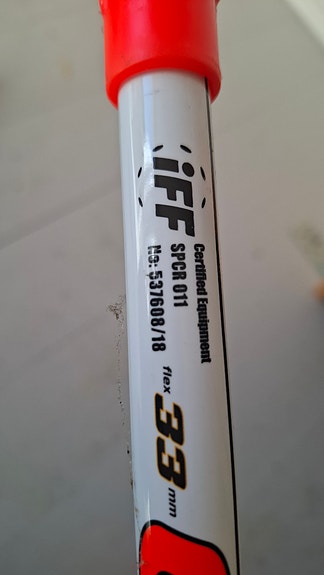 iFF
Certified Equipment
SPCR 011
No: 537608/18
flex 33 mm